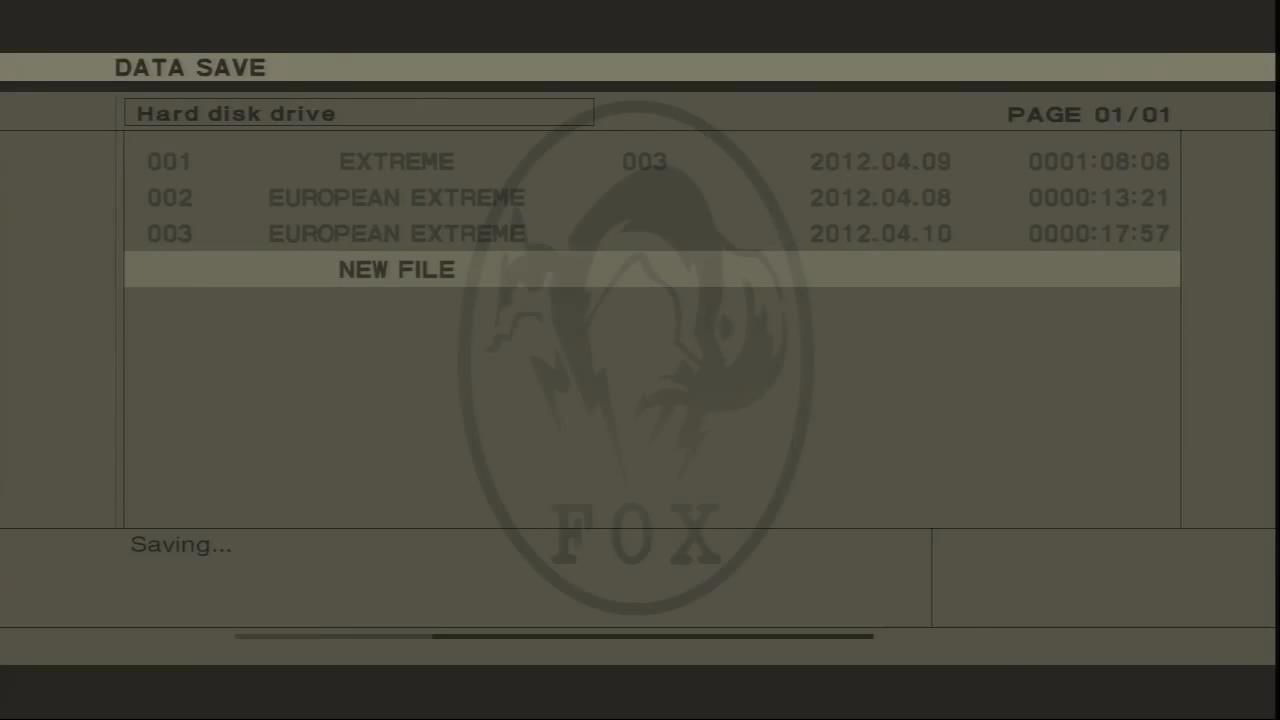 DATA SAVE
Hard disk drive PAGE 01/01
001 EXTREME 003 2012.04.09 0001:08:08
002 EUROPEAN EXTREME 2012.04.08 0000:13:21
003 EUROPEAN EXTREME 2012.04.10 0000:17:57
NEW FILE
FOX
Saving...